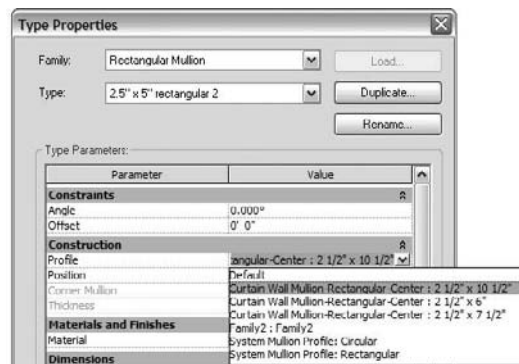 Type Properties
Family: Rectangular Mullion Load...
Type: 2.5" x 5" rectangular 2 Duplicate...
Rename...
Type Parameters:
Parameter Value
Constraints
Angle 0.000°
Offset 0' 0"
Construction
Profile tangular-Center : 2 1/2" x 10 1/2"
Position Default
Corner Mullion Curtain Wall Mullion-Rectangular-Center : 2 1/2" x 10 1/2"
Thickness Curtain Wall Mullion-Rectangular-Center : 2 1/2" x 6"
Curtain Wall Mullion-Rectangular-Center : 2 1/2" x 7 1/2"
Materials and Finishes Family2 : Family2
Material System Mullion Profile: Circular
Dimensions System Mullion Profile: Rectangular